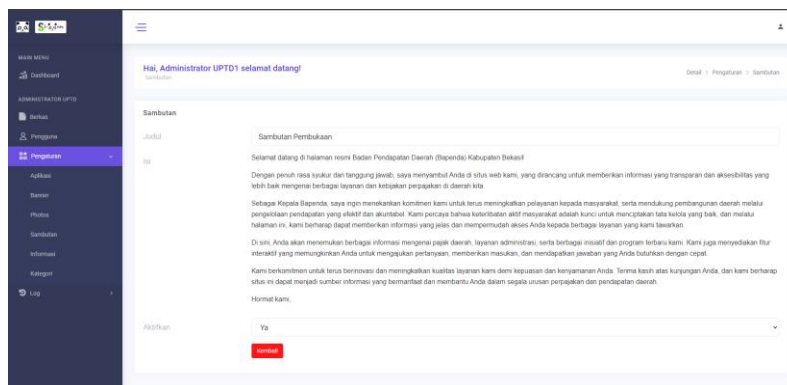 MAIN MENU
Dashboard
ADMINISTRATOR UPTD
Berkas
Pengguna
Pengaturan
Aplikasi
Banner
Photos
Sambutan
Informasi
Kategori
Log
Hai, Administrator UPTD1 selamat datang!
Sambutan
Detail > Pengaturan > Sambutan
Sambutan
Judul
Sambutan Pembukaan
Isi
Selamat datang di halaman resmi Badan Pendapatan Daerah (Bapenda) Kabupaten Bekasi!
Dengan penuh rasa syukur dan tanggung jawab, saya menyambut Anda di situs web kami, yang dirancang untuk memberikan informasi yang transparan dan aksesibilitas yang
lebih baik mengenai berbagai layanan dan kebijakan perpajakan di daerah kita.
Sebagai Kepala Bapenda, saya ingin menekankan komitmen kami untuk terus meningkatkan pelayanan kepada masyarakat, serta mendukung pembangunan daerah melalui
pengelolaan pendapatan yang efektif dan akuntabel. Kami percaya bahwa keterlibatan aktif masyarakat adalah kunci untuk menciptakan tata kelola yang baik, dan melalui
halaman ini, kami berharap dapat memberikan informasi yang jelas dan mempermudah akses Anda kepada berbagai layanan yang kami tawarkan.
Di sini, Anda akan menemukan berbagai informasi mengenai pajak daerah, layanan administrasi, serta berbagai inisiatif dan program terbaru kami. Kami juga menyediakan fitur
interaktif yang memungkinkan Anda untuk mengajukan pertanyaan, memberikan masukan, dan mendapatkan jawaban yang Anda butuhkan dengan cepat.
Kami berkomitmen untuk terus berinovasi dan meningkatkan kualitas layanan kami demi kepuasan dan kenyamanan Anda. Terima kasih atas kunjungan Anda, dan kami berharap
situs ini dapat menjadi sumber informasi yang bermanfaat dan membantu Anda dalam segala urusan perpajakan dan pendapatan daerah.
Hormat kami,
Aktifkan
Ya
Kembali